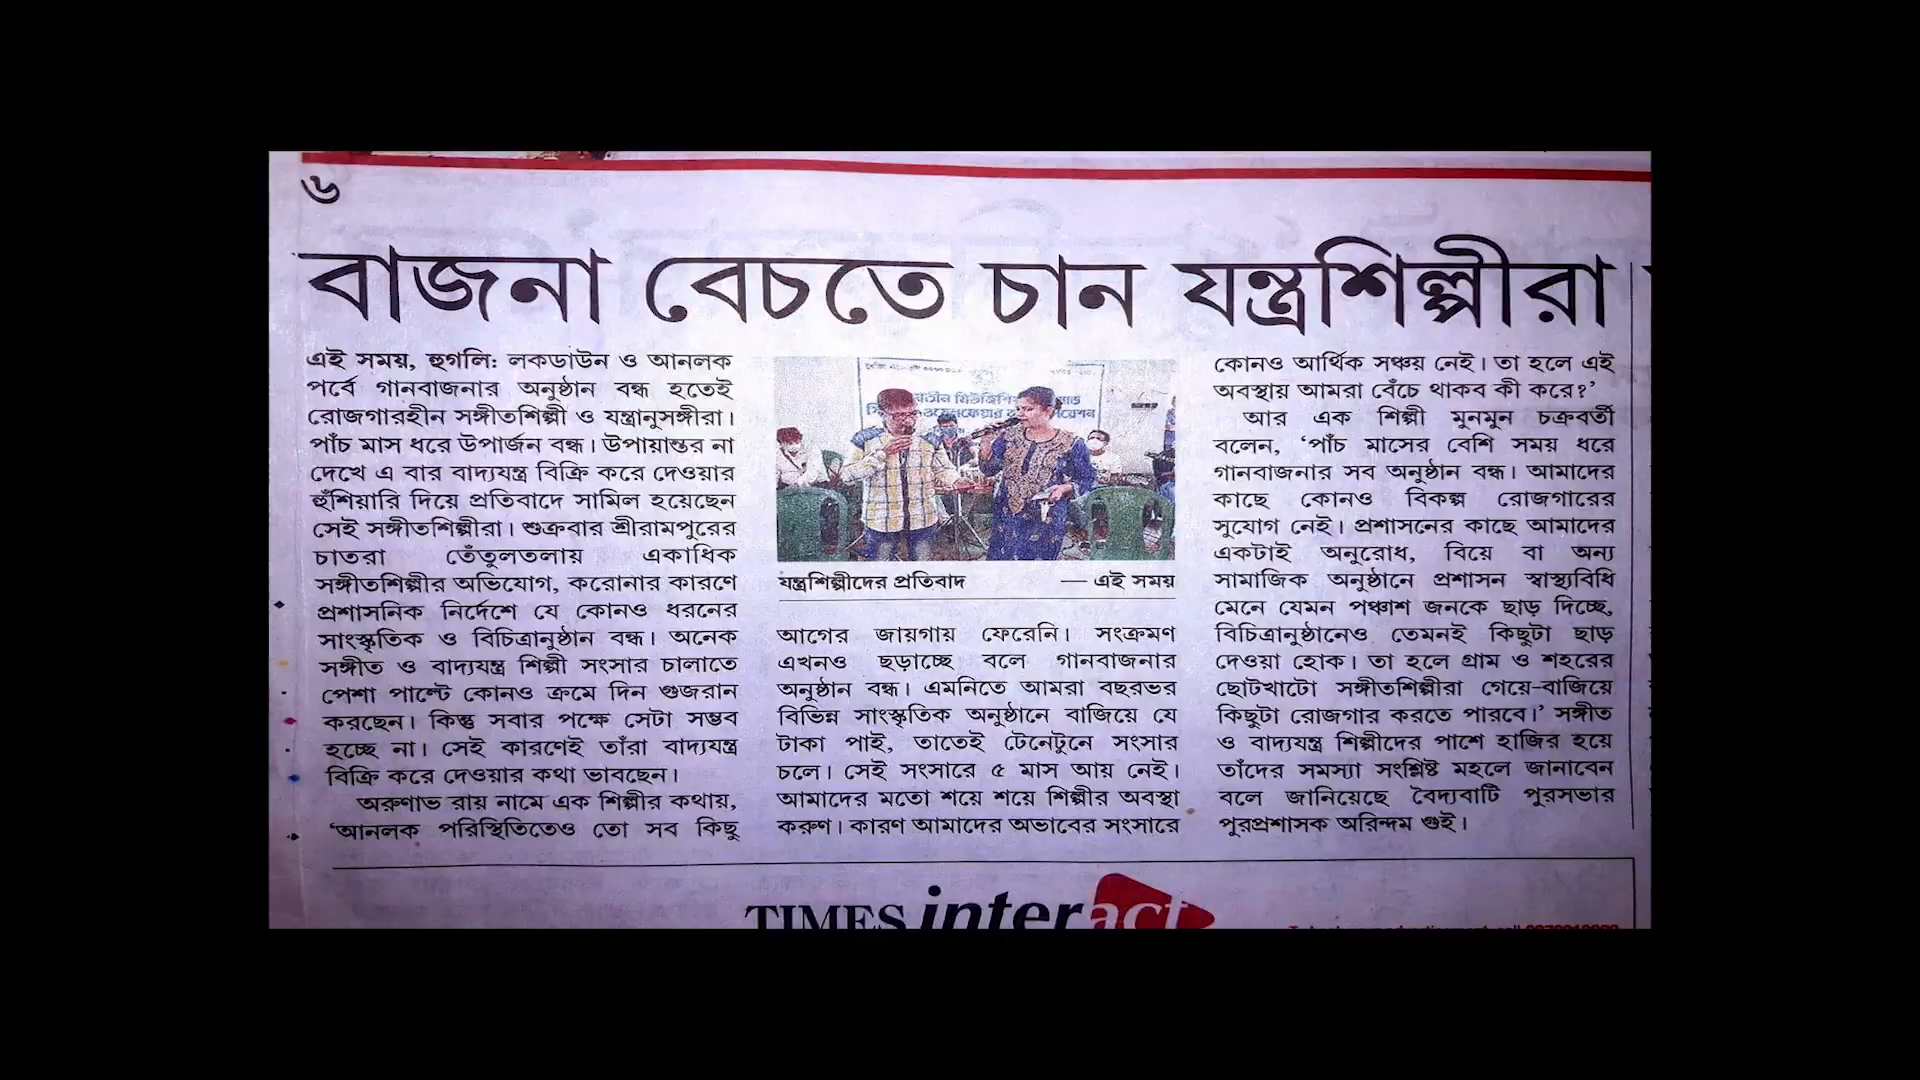 ৬
বাজনা বেচতে চান যন্ত্রশিল্পীরা
এই সময়, হুগলি: লকডাউন ও আনলক
পর্বে গানবাজনার অনুষ্ঠান বন্ধ হতেই
রোজগারহীন সঙ্গীতশিল্পী ও যন্ত্রানুসঙ্গীরা।
পাঁচ মাস ধরে উপার্জন বন্ধ। উপায়ান্তর না
দেখে এ বার বাদ্যযন্ত্র বিক্রি করে দেওয়ার
হুঁশিয়ারি দিয়ে প্রতিবাদে সামিল হয়েছেন
সেই সঙ্গীতশিল্পীরা। শুক্রবার শ্রীরামপুরের
চাতরা তেঁতুলতলায় একাধিক
সঙ্গীতশিল্পীর অভিযোগ, করোনার কারণে
প্রশাসনিক নির্দেশে যে কোনও ধরনের
সাংস্কৃতিক ও বিচিত্রানুষ্ঠান বন্ধ। অনেক
সঙ্গীত ও বাদ্যযন্ত্র শিল্পী সংসার চালাতে
পেশা পাল্টে কোনও ক্রমে দিন গুজরান
করছেন। কিন্তু সবার পক্ষে সেটা সম্ভব
হচ্ছে না। সেই কারণেই তাঁরা বাদ্যযন্ত্র
বিক্রি করে দেওয়ার কথা ভাবছেন।
অরুণাভ রায় নামে এক শিল্পীর কথায়,
‘আনলক পরিস্থিতিতেও তো সব কিছু
যন্ত্রশিল্পীদের প্রতিবাদ — এই সময়
আগের জায়গায় ফেরেনি। সংক্রমণ
এখনও ছড়াচ্ছে বলে গানবাজনার
অনুষ্ঠান বন্ধ। এমনিতে আমরা বছরভর
বিভিন্ন সাংস্কৃতিক অনুষ্ঠানে বাজিয়ে যে
টাকা পাই, তাতেই টেনেটুনে সংসার
চলে। সেই সংসারে ৫ মাস আয় নেই।
আমাদের মতো শয়ে শয়ে শিল্পীর অবস্থা
করুণ। কারণ আমাদের অভাবের সংসারে
কোনও আর্থিক সঞ্চয় নেই। তা হলে এই
অবস্থায় আমরা বেঁচে থাকব কী করে?’
আর এক শিল্পী মুনমুন চক্রবর্তী
বলেন, ‘পাঁচ মাসের বেশি সময় ধরে
গানবাজনার সব অনুষ্ঠান বন্ধ। আমাদের
কাছে কোনও বিকল্প রোজগারের
সুযোগ নেই। প্রশাসনের কাছে আমাদের
একটাই অনুরোধ, বিয়ে বা অন্য
সামাজিক অনুষ্ঠানে প্রশাসন স্বাস্থ্যবিধি
মেনে যেমন পঞ্চাশ জনকে ছাড় দিচ্ছে,
বিচিত্রানুষ্ঠানেও তেমনই কিছুটা ছাড়
দেওয়া হোক। তা হলে গ্রাম ও শহরের
ছোটখাটো সঙ্গীতশিল্পীরা গেয়ে-বাজিয়ে
কিছুটা রোজগার করতে পারবে।’ সঙ্গীত
ও বাদ্যযন্ত্র শিল্পীদের পাশে হাজির হয়ে
তাঁদের সমস্যা সংশ্লিষ্ট মহলে জানাবেন
বলে জানিয়েছে বৈদ্যবাটি পুরসভার
পুরপ্রশাসক অরিন্দম গুই।
TIMES interact